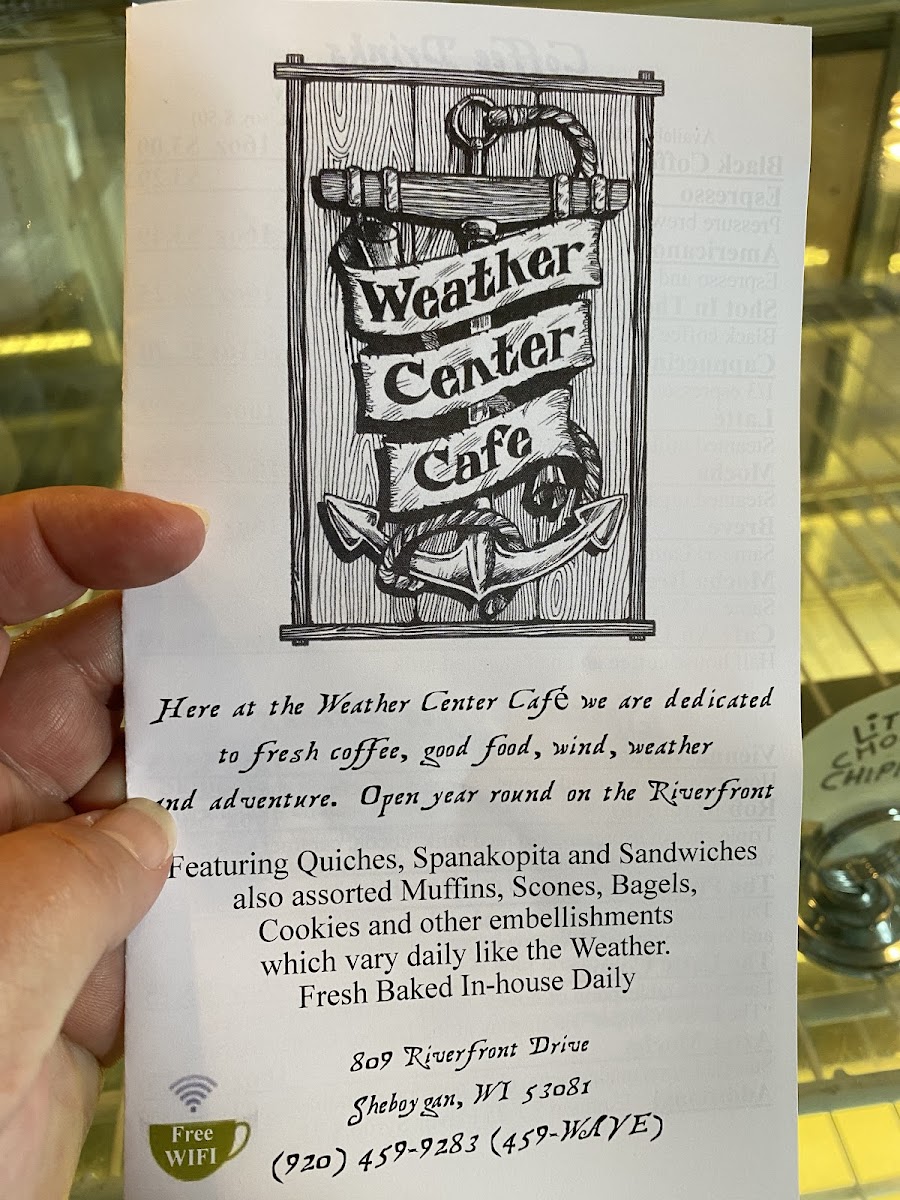 Weather
Center
Cafe
Here at the Weather Center Café we are dedicated
to fresh coffee, good food, wind, weather
and adventure. Open year round on the Riverfront
Featuring Quiches, Spanakopita and Sandwiches
also assorted Muffins, Scones, Bagels,
Cookies and other embellishments
which vary daily like the Weather.
Fresh Baked In-house Daily
809 Riverfront Drive
Sheboygan, WI 53081
(920) 459-9283 (459-WAVE)
Free
WIFI